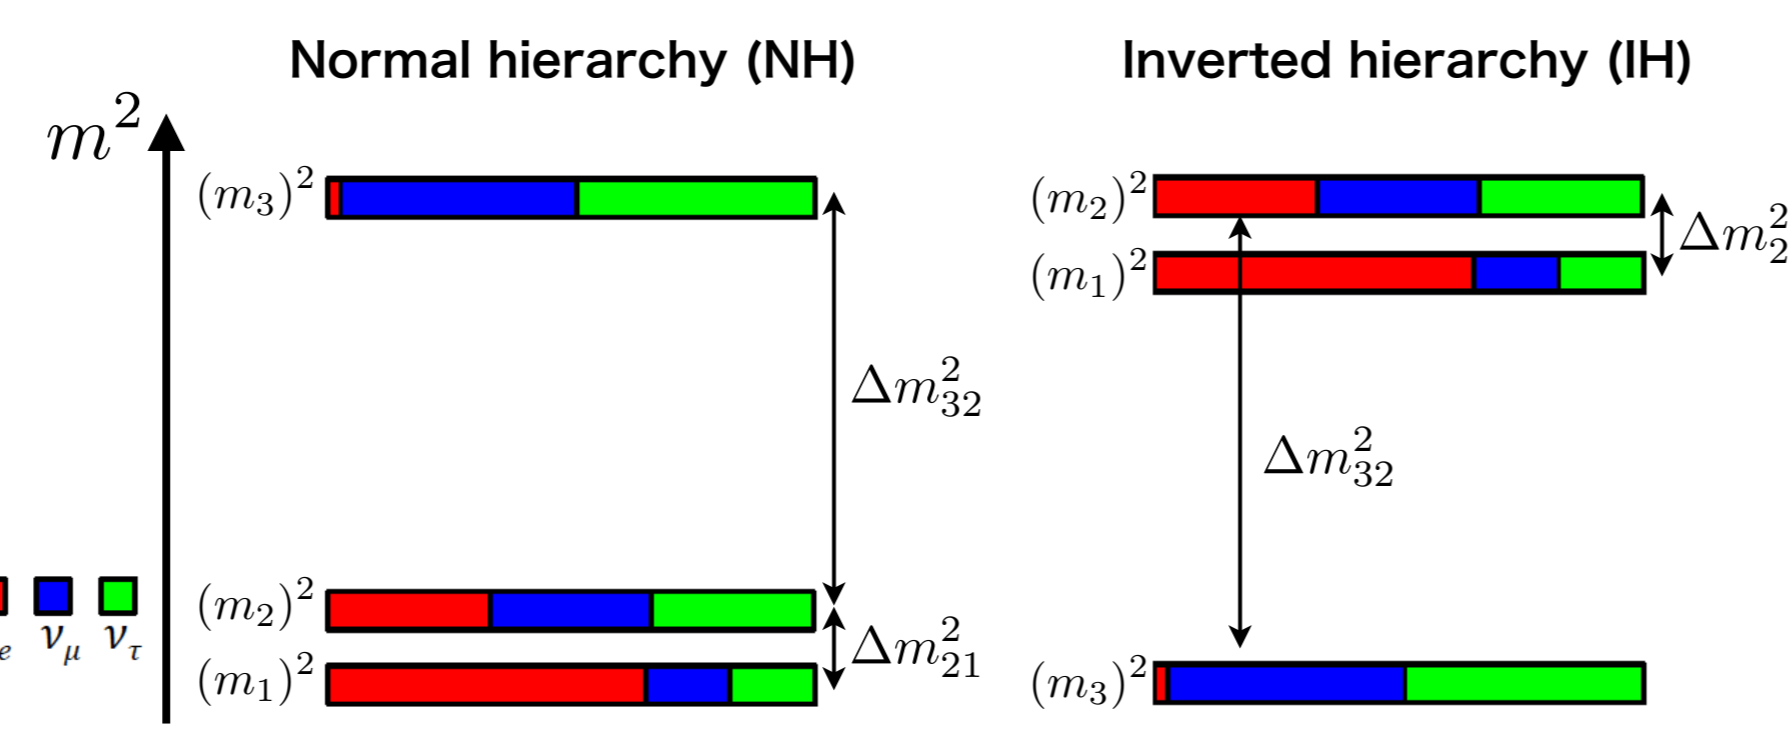 Normal hierarchy (NH)
Inverted hierarchy (IH)
m²
(m₃)²
(m₂)²
Δm²₂
(m₁)²
Δm²₃₂
Δm²₃₂
(m₂)²
Δm²₂₁
(m₁)²
(m₃)²
e
ν_μ
ν_τ